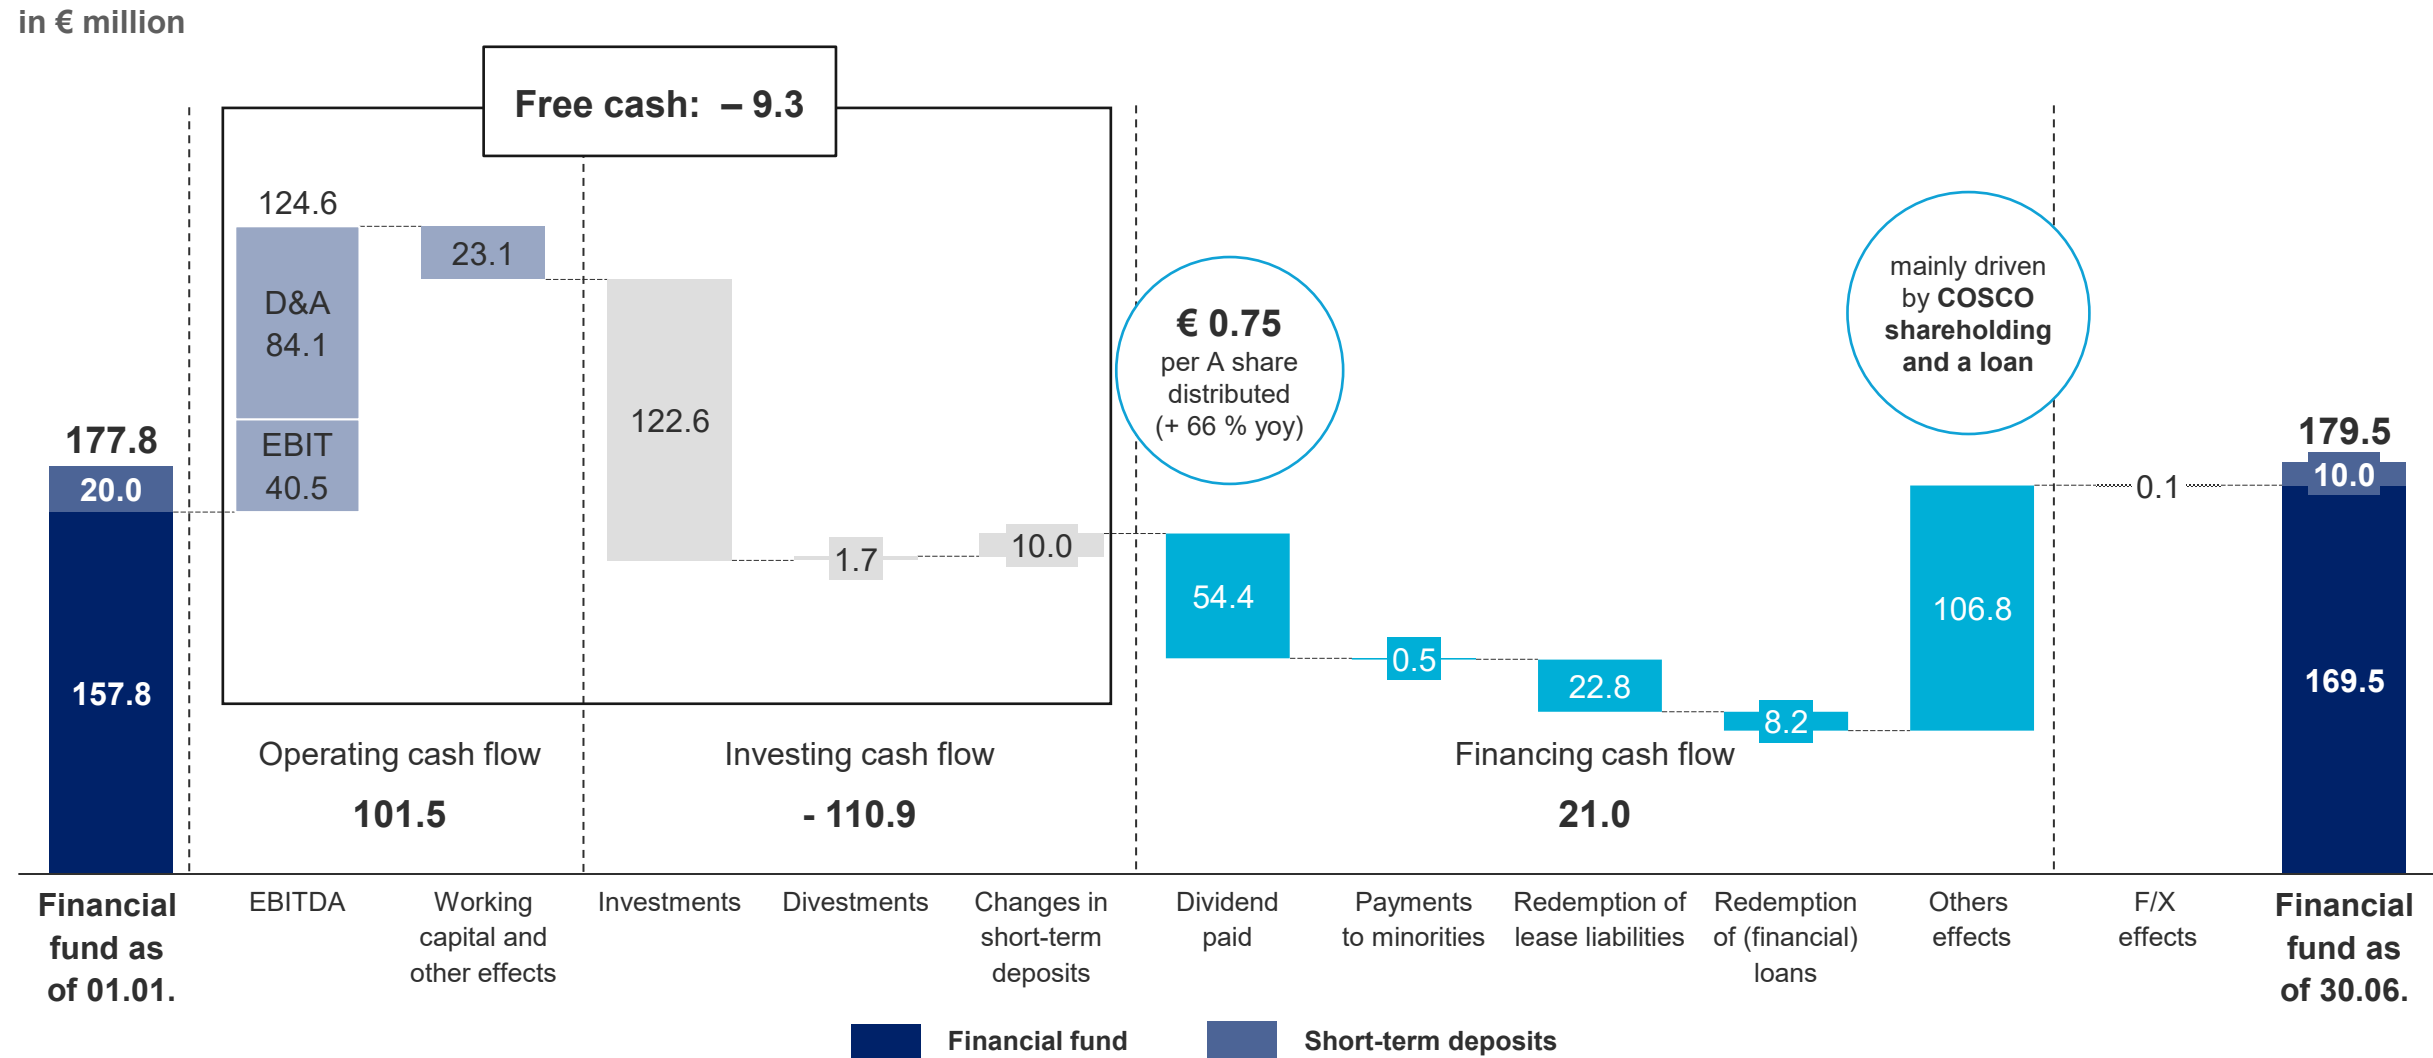 in € million
Free cash: – 9.3
124.6
D&A
84.1
EBIT
40.5
23.1
122.6
1.7
10.0
€ 0.75
per A share
distributed
(+ 66 % yoy)
mainly driven
by COSCO
shareholding
and a loan
177.8
20.0
157.8
54.4
0.5
22.8
8.2
106.8
0.1
179.5
10.0
169.5
Operating cash flow
101.5
Investing cash flow
- 110.9
Financing cash flow
21.0
Financial
fund as
of 01.01.
EBITDA
Working
capital and
other effects
Investments
Divestments
Changes in
short-term
deposits
Dividend
paid
Payments
to minorities
Redemption of
lease liabilities
Redemption
of (financial)
loans
Others
effects
F/X
effects
Financial
fund as
of 30.06.
Financial fund
Short-term deposits